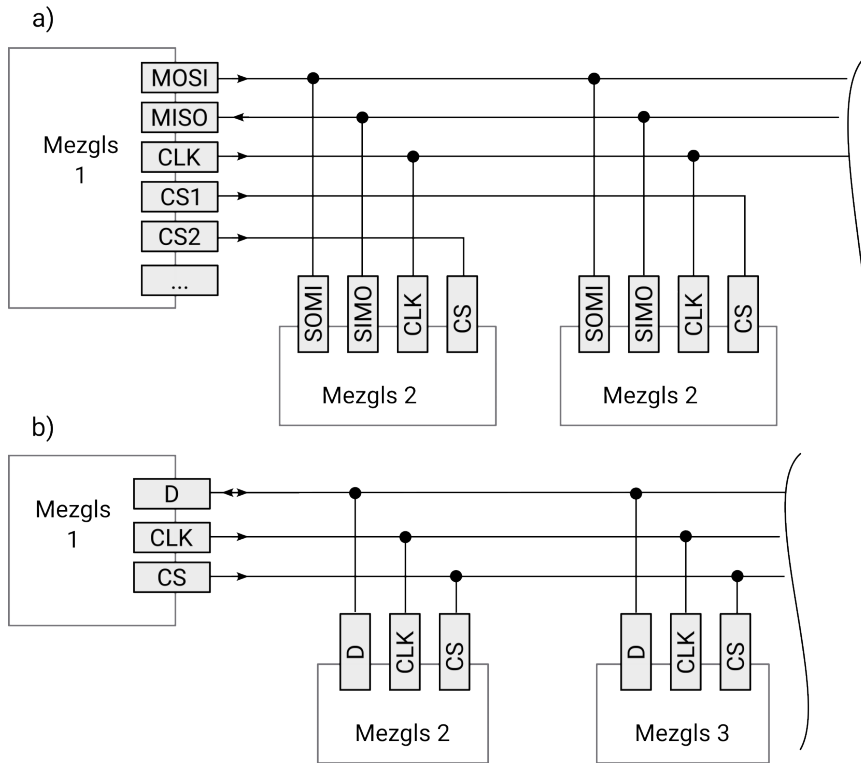 a)
Mezgls
1
MOSI
MISO
CLK
CS1
CS2
...
SOMI
SIMO
CLK
CS
Mezgls 2
SOMI
SIMO
CLK
CS
Mezgls 2
b)
Mezgls
1
D
CLK
CS
D
CLK
CS
Mezgls 2
D
CLK
CS
Mezgls 3